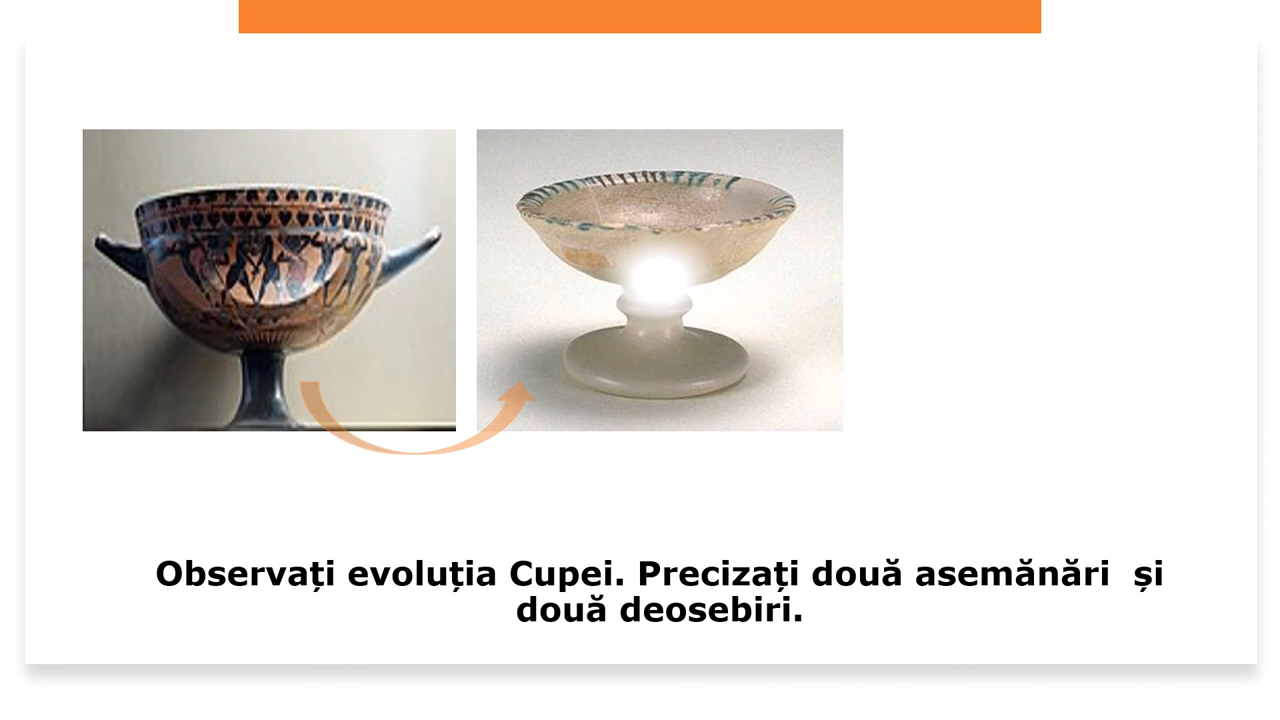 Observați evoluția Cupei. Precizați două asemănări  și
două deosebiri.